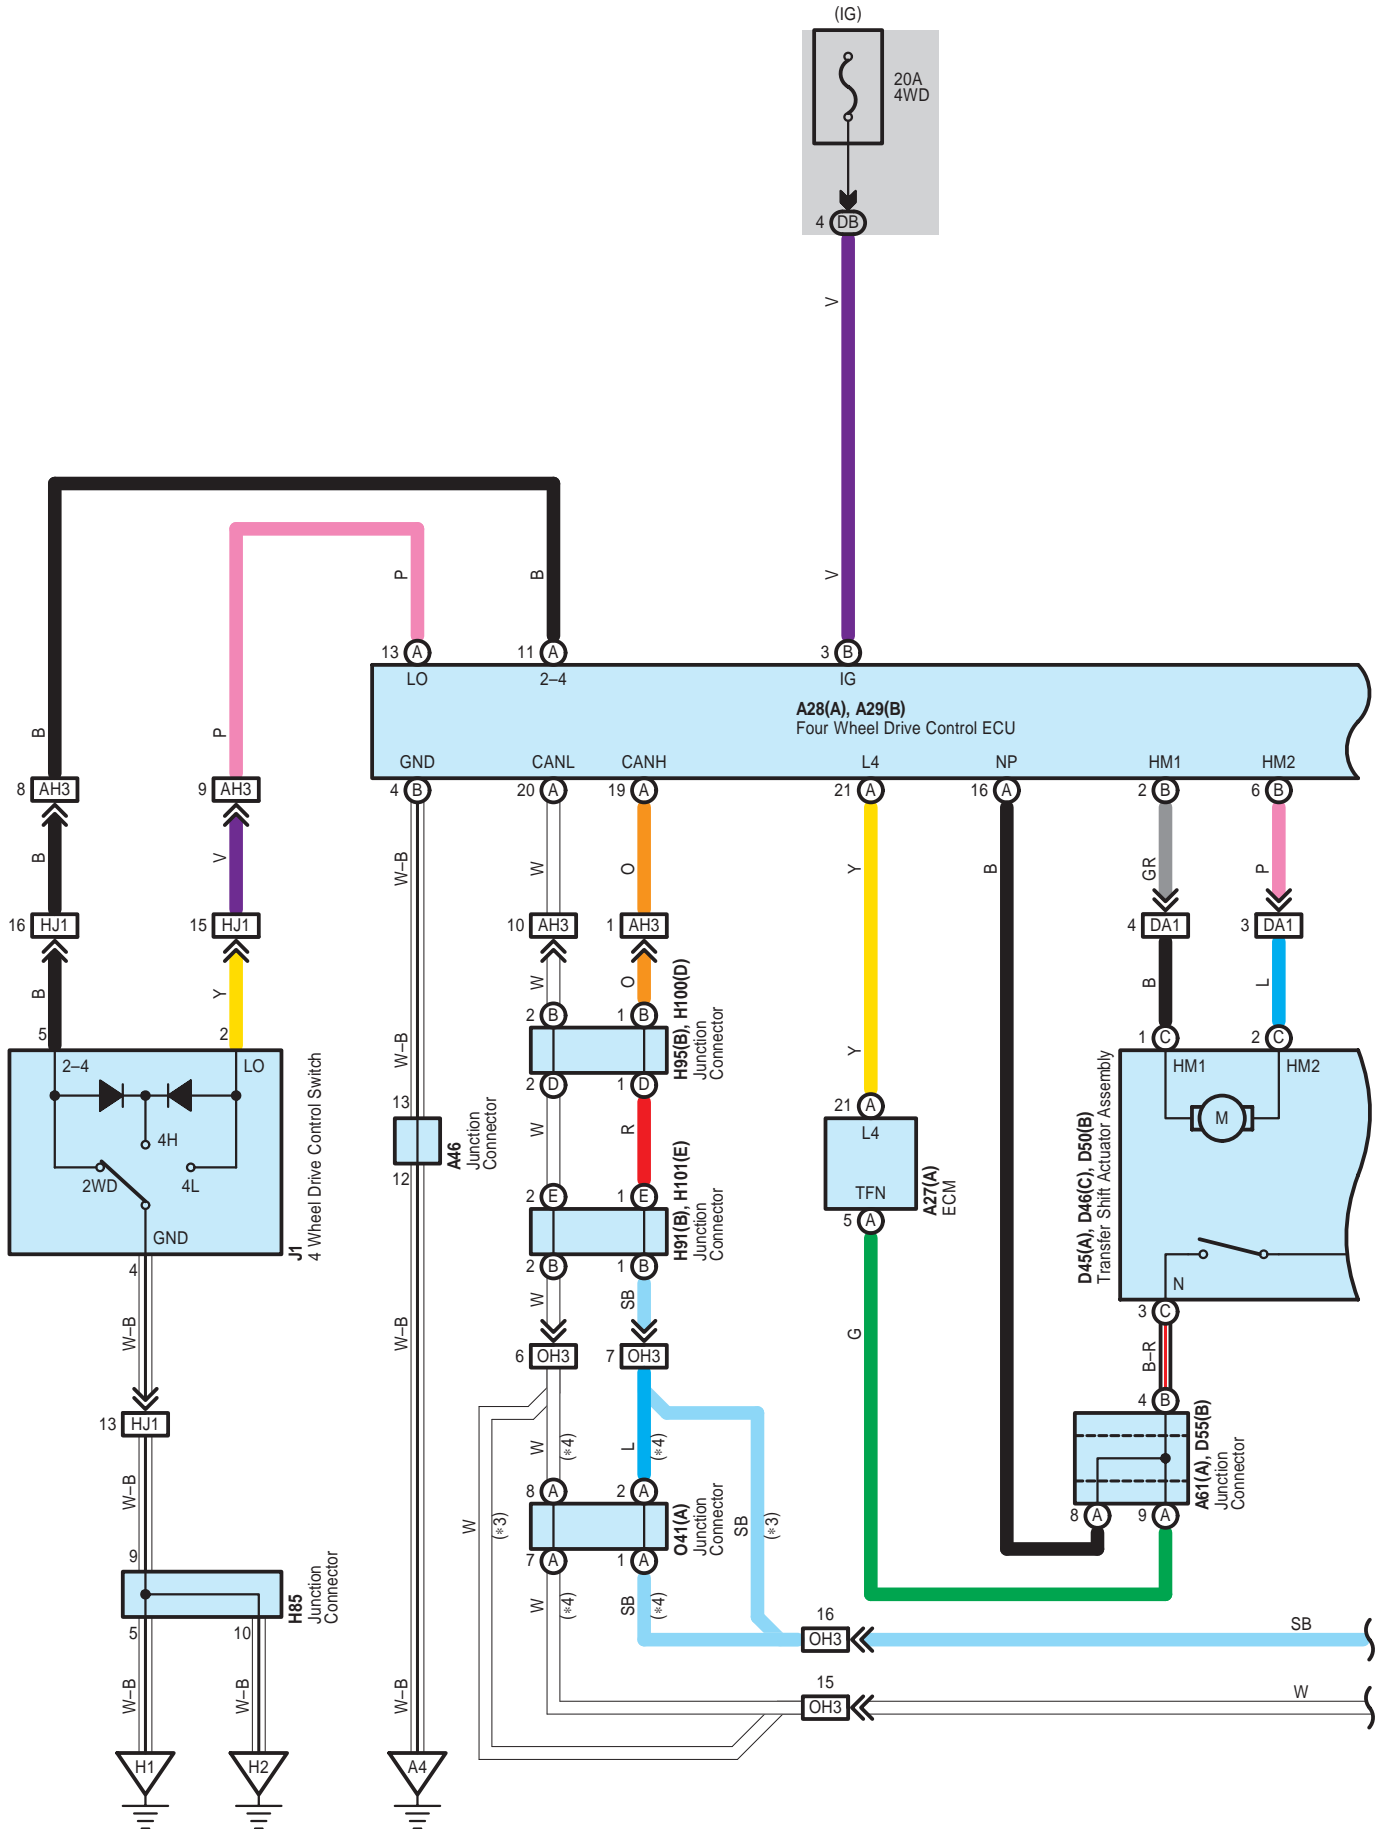 (IG)
20A
4WD
4 DB
V
V
P
B
13 A
11 A
3 B
LO
2–4
IG
A28(A), A29(B)
Four Wheel Drive Control ECU
GND
CANL
CANH
L4
NP
HM1
HM2
4 B
20 A
19 A
21 A
16 A
2 B
6 B
B
P
8 AH3
9 AH3
B
V
16 HJ1
15 HJ1
B
Y
5
2
2–4
LO
4H
2WD
4L
GND
J1
4 Wheel Drive Control Switch
4
W–B
13 HJ1
W–B
9
H85
Junction
Connector
5
10
W–B
W–B
H1
H2
W–B
W–B
13
A46
Junction
Connector
12
W–B
W–B
A4
W
O
10 AH3
1 AH3
W
O
2 B
1 B
H95(B), H100(D)
Junction
Connector
2 D
1 D
W
R
2 E
1 E
H91(B), H101(E)
Junction
Connector
2 B
1 B
W
SB
6 OH3
7 OH3
W
(*4)
L
(*4)
8 A
2 A
O41(A)
Junction
Connector
7 A
1 A
W
(*3)
SB
(*3)
W
(*4)
SB
(*4)
16
OH3
SB
15
OH3
W
Y
Y
21 A
L4
TFN
A27(A)
ECM
5 A
G
B
GR
P
4 DA1
3 DA1
B
L
1 C
2 C
HM1
HM2
M
N
D45(A), D46(C), D50(B)
Transfer Shift Actuator Assembly
3 C
B–R
4 B
A61(A), D55(B)
Junction
Connector
8 A
9 A